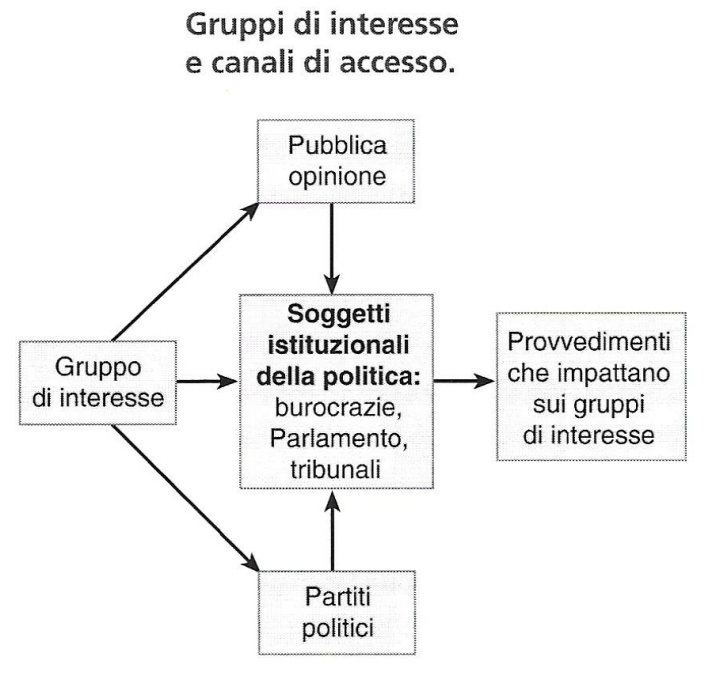 Gruppi di interesse
e canali di accesso.
Pubblica
opinione
Gruppo
di interesse
Soggetti
istituzionali
della politica:
burocrazie,
Parlamento,
tribunali
Provvedimenti
che impattano
sui gruppi
di interesse
Partiti
politici